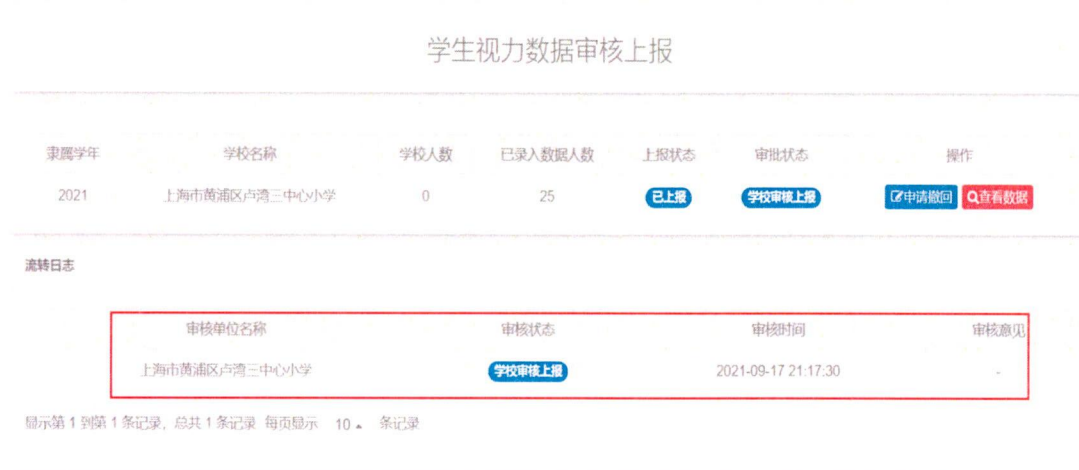 学生视力数据审核上报
隶属学年 学校名称 学校人数 已录入数据人数 上报状态 审批状态 操作
2021 上海市黄浦区卢湾三中心小学 0 25 已上报 学校审核上报 申请撤回 查看数据
流转日志
审核单位名称 审核状态 审核时间 审核意见
上海市黄浦区卢湾三中心小学 学校审核上报 2021-09-17 21:17:30 -
显示第 1 到第 1 条记录，总共 1 条记录 每页显示 10 条记录